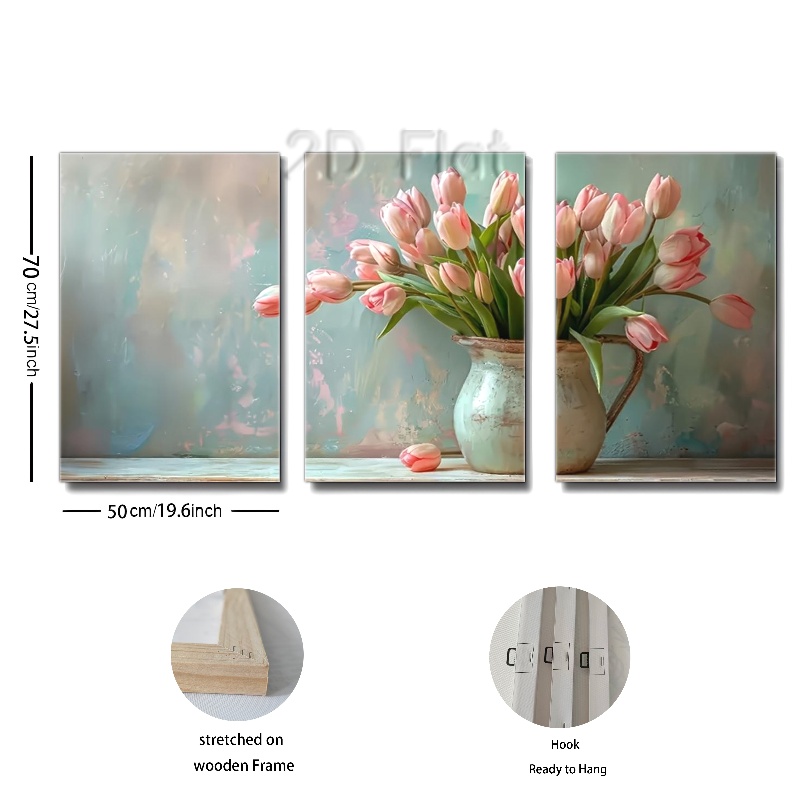 2D Flat
70 cm/27.5inch
50 cm/19.6inch
stretched on
wooden Frame
Hook
Ready to Hang